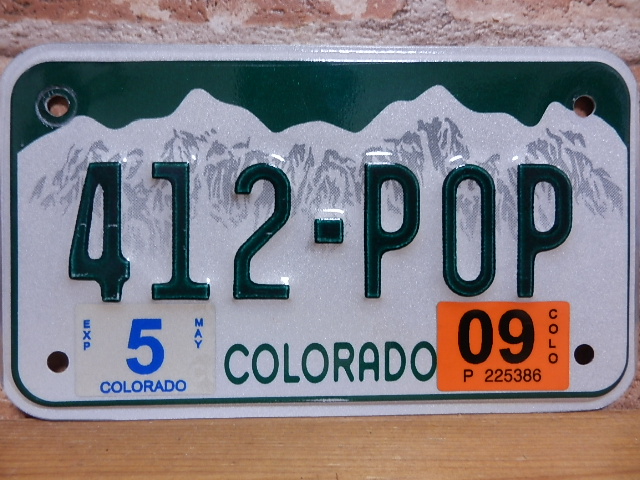 412-POP
EXP 5 MAY
COLORADO
COLORADO
09 COLO
P 225386